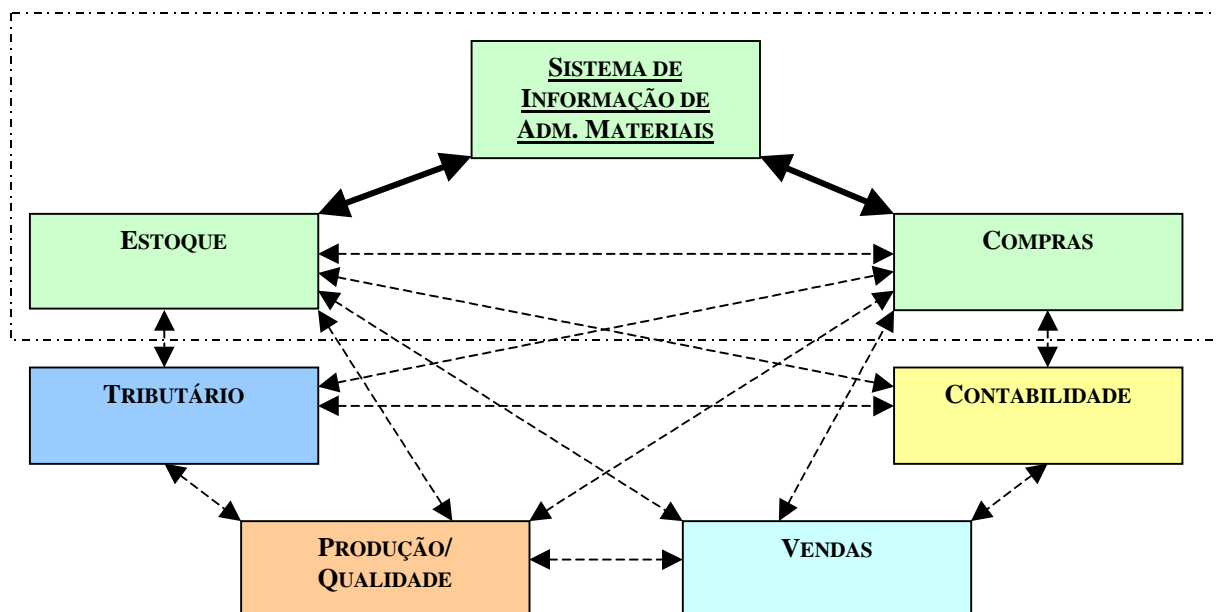 SISTEMA DE
INFORMAÇÃO DE
ADM. MATERIAIS
ESTOQUE
COMPRAS
TRIBUTÁRIO
CONTABILIDADE
PRODUÇÃO/
QUALIDADE
VENDAS